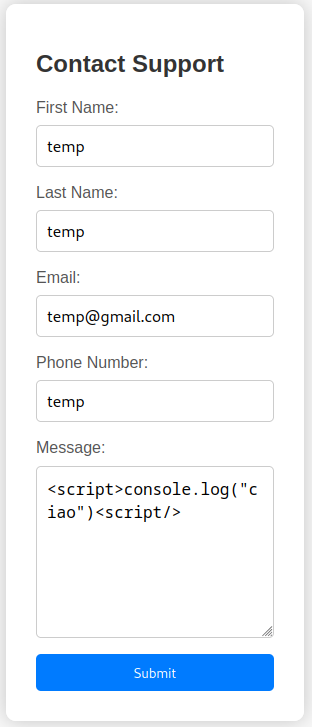 Contact Support
First Name:
temp
Last Name:
temp
Email:
temp@gmail.com
Phone Number:
temp
Message:
<script>console.log("c
iao")<script/>
Submit